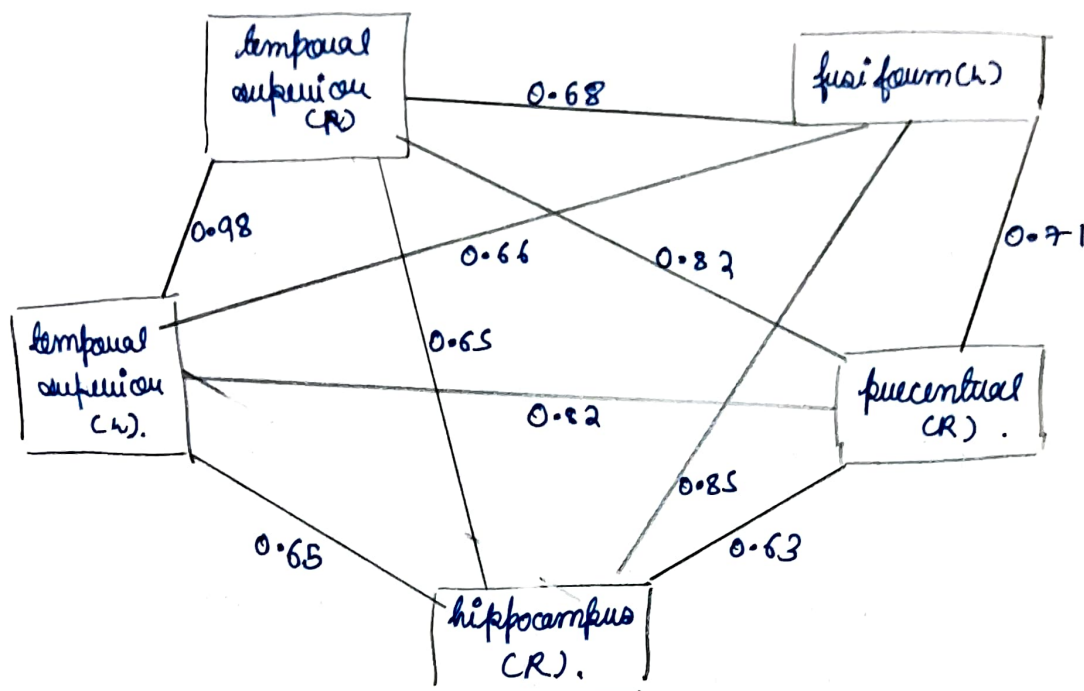 temporal
superior
(R)
fusiform (L)
0.68
0.98
0.66
0.82
0.71
temporal
superior
(L).
0.65
0.82
precentral
(R).
0.85
0.65
0.63
hippocampus
(R).